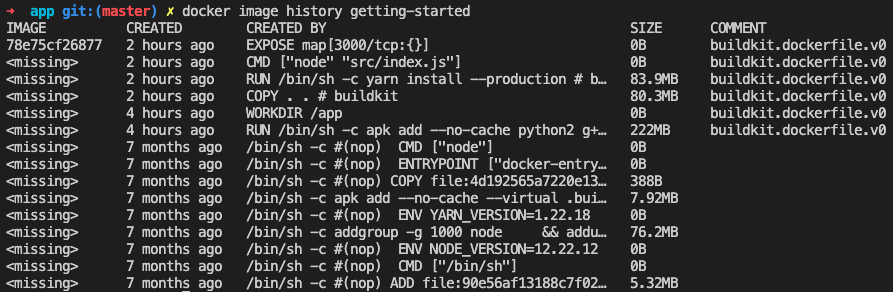 → app git:(master) ✗ docker image history getting-started
IMAGE CREATED CREATED BY SIZE COMMENT
78e75cf26877 2 hours ago EXPOSE map[3000/tcp:{}] 0B buildkit.dockerfile.v0
<missing> 2 hours ago CMD ["node" "src/index.js"] 0B buildkit.dockerfile.v0
<missing> 2 hours ago RUN /bin/sh -c yarn install --production # b… 83.9MB buildkit.dockerfile.v0
<missing> 2 hours ago COPY . . # buildkit 80.3MB buildkit.dockerfile.v0
<missing> 4 hours ago WORKDIR /app 0B buildkit.dockerfile.v0
<missing> 4 hours ago RUN /bin/sh -c apk add --no-cache python2 g+… 222MB buildkit.dockerfile.v0
<missing> 7 months ago /bin/sh -c #(nop) CMD ["node"] 0B
<missing> 7 months ago /bin/sh -c #(nop) ENTRYPOINT ["docker-entry… 0B
<missing> 7 months ago /bin/sh -c #(nop) COPY file:4d192565a7220e13… 388B
<missing> 7 months ago /bin/sh -c apk add --no-cache --virtual .bui… 7.92MB
<missing> 7 months ago /bin/sh -c #(nop) ENV YARN_VERSION=1.22.18 0B
<missing> 7 months ago /bin/sh -c addgroup -g 1000 node && addu… 76.2MB
<missing> 7 months ago /bin/sh -c #(nop) ENV NODE_VERSION=12.22.12 0B
<missing> 7 months ago /bin/sh -c #(nop) CMD ["/bin/sh"] 0B
<missing> 7 months ago /bin/sh -c #(nop) ADD file:90e56af13188c7f02… 5.32MB